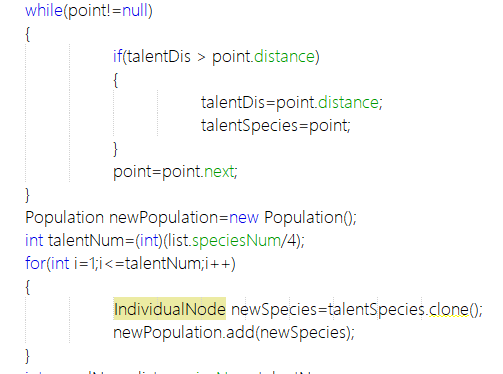 while(point!=null)
{
if(talentDis > point.distance)
{
talentDis=point.distance;
talentSpecies=point;
}
point=point.next;
}
Population newPopulation=new Population();
int talentNum=(int)(list.speciesNum/4);
for(int i=1;i<=talentNum;i++)
{
IndividualNode newSpecies=talentSpecies.clone();
newPopulation.add(newSpecies);
}